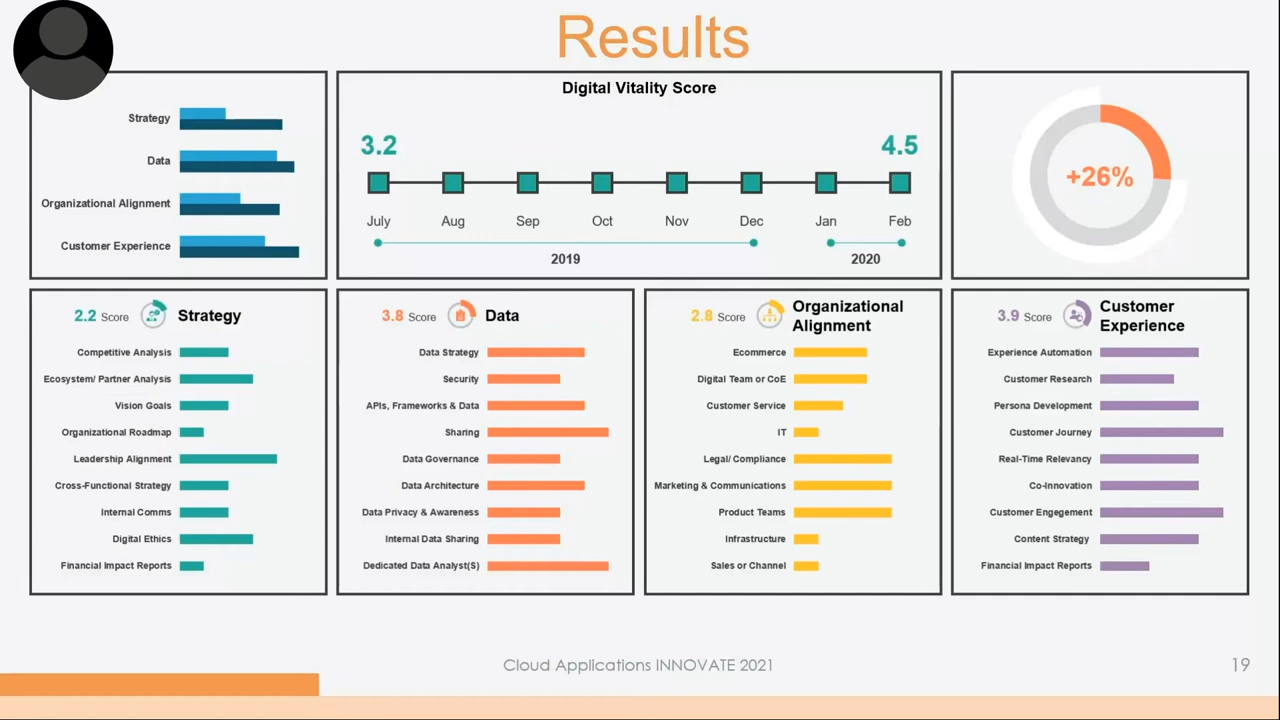 Results
Strategy
Data
Organizational Alignment
Customer Experience
Digital Vitality Score
3.2
4.5
July Aug Sep Oct Nov Dec Jan Feb
2019 2020
+26%
2.2 Score Strategy
Competitive Analysis
Ecosystem/ Partner Analysis
Vision Goals
Organizational Roadmap
Leadership Alignment
Cross-Functional Strategy
Internal Comms
Digital Ethics
Financial Impact Reports
3.8 Score Data
Data Strategy
Security
APIs, Frameworks & Data
Sharing
Data Governance
Data Architecture
Data Privacy & Awareness
Internal Data Sharing
Dedicated Data Analyst(S)
2.8 Score Organizational
Alignment
Ecommerce
Digital Team or CoE
Customer Service
IT
Legal/ Compliance
Marketing & Communications
Product Teams
Infrastructure
Sales or Channel
3.9 Score Customer
Experience
Experience Automation
Customer Research
Persona Development
Customer Journey
Real-Time Relevancy
Co-Innovation
Customer Engegement
Content Strategy
Financial Impact Reports
Cloud Applications INNOVATE 2021
19